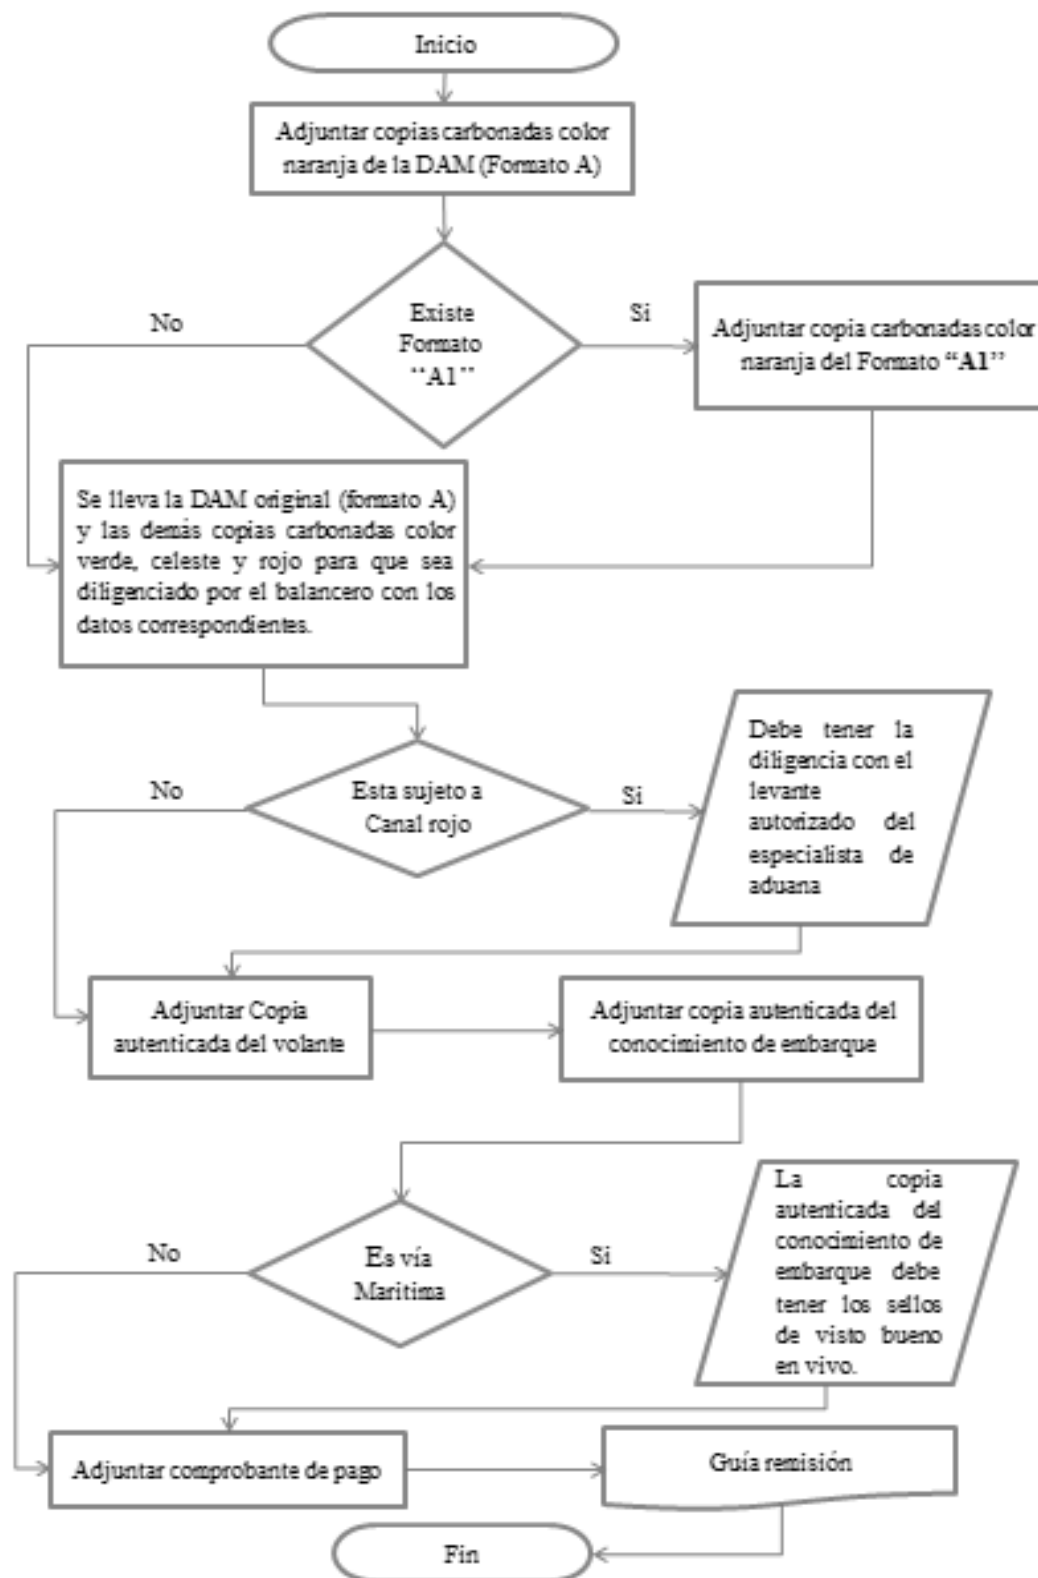 Inicio
Adjuntar copias carbonadas color
naranja de la DAM (Formato A)
No
Existe
Formato
“A1”
Si
Adjuntar copia carbonadas color
naranja del Formato “A1”
Se lleva la DAM original (formato A)
y las demás copias carbonadas color
verde, celeste y rojo para que sea
diligenciado por el balancero con los
datos correspondientes.
No
Esta sujeto a
Canal rojo
Si
Debe tener la
diligencia con el
levante
autorizado del
especialista de
aduana
Adjuntar Copia
autenticada del volante
Adjuntar copia autenticada del
conocimiento de embarque
No
Es vía
Maritima
Si
La copia
autenticada del
conocimiento de
embarque debe
tener los sellos
de visto bueno
en vivo.
Adjuntar comprobante de pago
Guía remisión
Fin